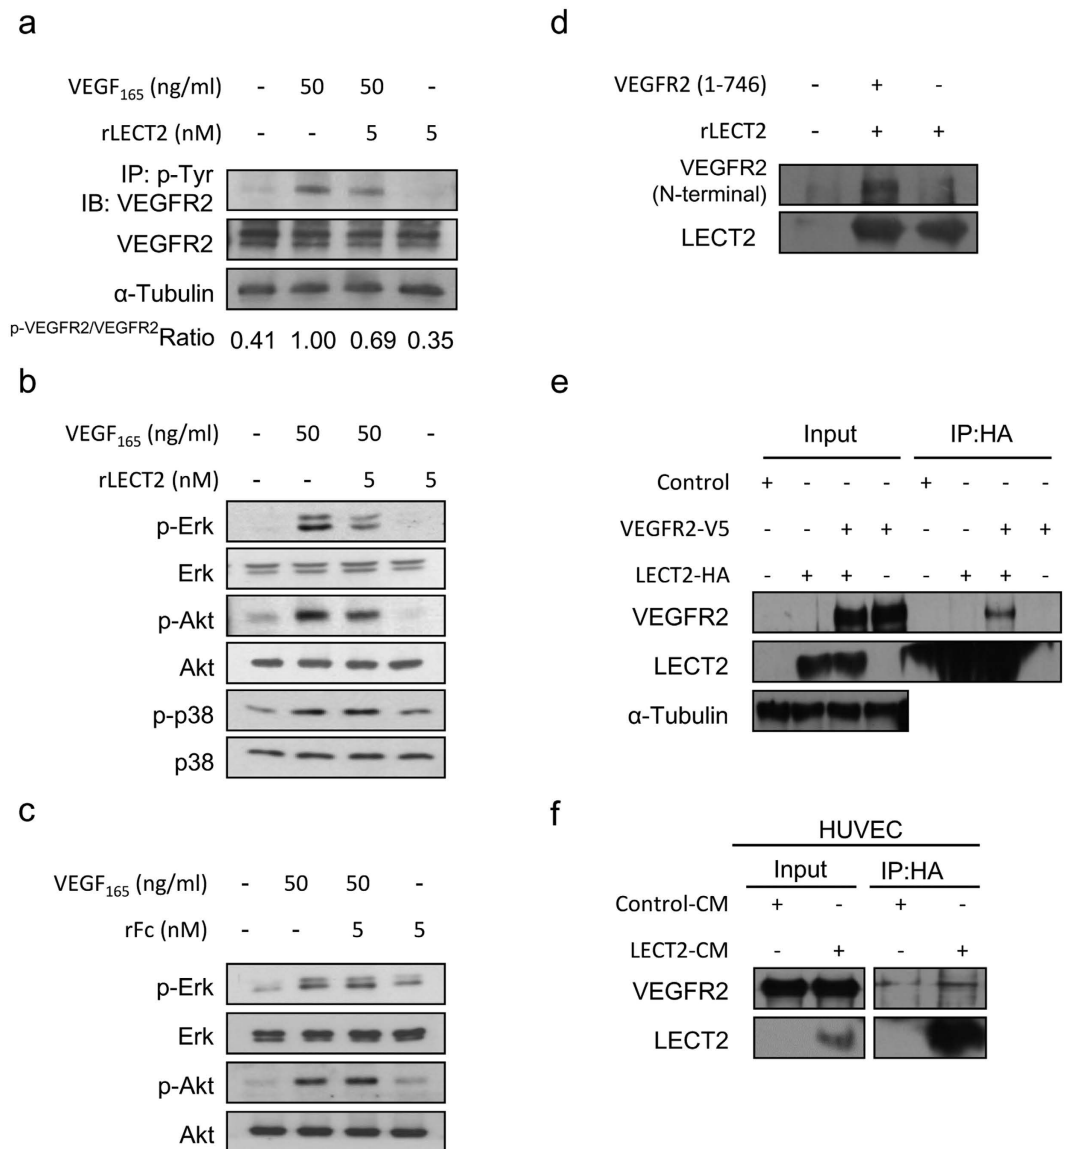 a
VEGF165 (ng/ml) - 50 50 -
rLECT2 (nM) - - 5 5
IP: p-Tyr
IB: VEGFR2
VEGFR2
α-Tubulin
p-VEGFR2/VEGFR2 Ratio 0.41 1.00 0.69 0.35
b
VEGF165 (ng/ml) - 50 50 -
rLECT2 (nM) - - 5 5
p-Erk
Erk
p-Akt
Akt
p-p38
p38
c
VEGF165 (ng/ml) - 50 50 -
rFc (nM) - - 5 5
p-Erk
Erk
p-Akt
Akt
d
VEGFR2 (1-746) - + -
rLECT2 - + +
VEGFR2
(N-terminal)
LECT2
e
Input IP:HA
Control + - - - + - - -
VEGFR2-V5 - - + + - - + +
LECT2-HA - + + - - + + -
VEGFR2
LECT2
α-Tubulin
f
HUVEC
Input IP:HA
Control-CM + - + -
LECT2-CM - + - +
VEGFR2
LECT2